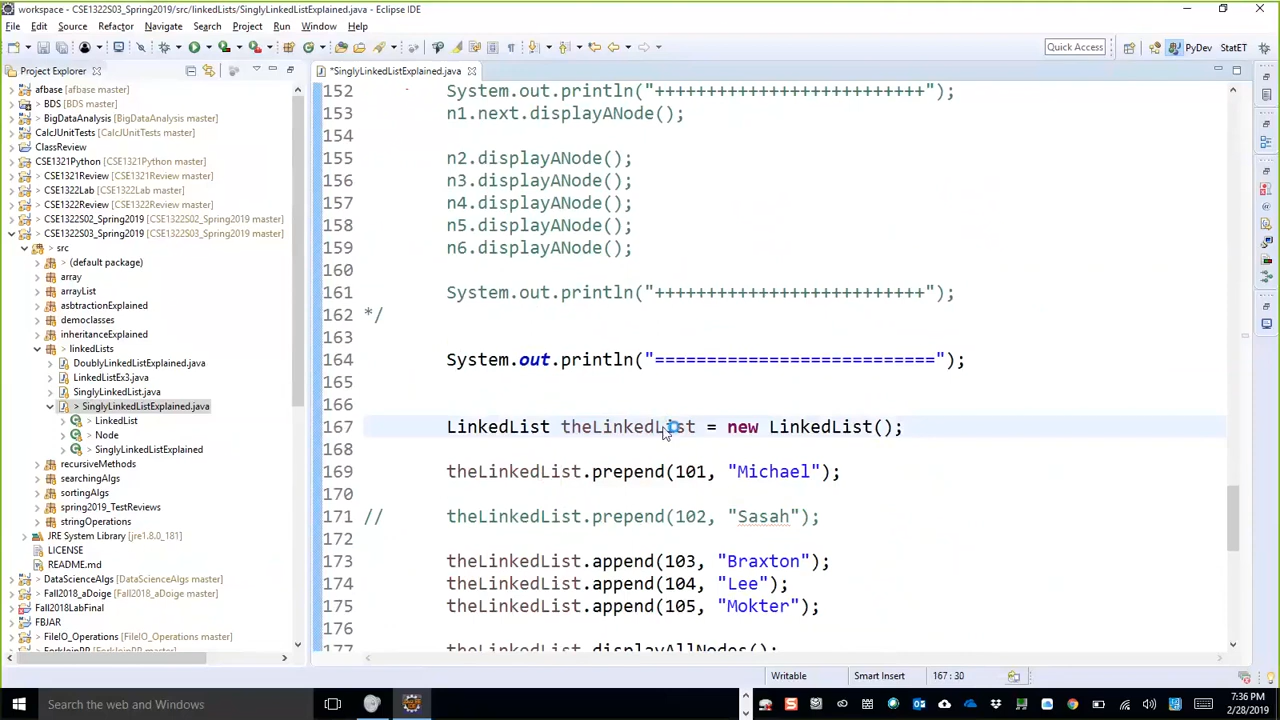 workspace - CSE1322S03_Spring2019/src/linkedLists/SinglyLinkedListExplained.java - Eclipse IDE
File Edit Source Refactor Navigate Search Project Run Window Help
Quick Access PyDev StatET
Project Explorer
*SinglyLinkedListExplained.java
afbase (master)
> BDS (BDS master)
> BigDataAnalysis (BigDataAnalysis master)
CalcJUnitTests (CalcJUnitTests master)
ClassReview
CSE1321Python (CSE1321Python master)
> CSE1321Review (CSE1321Review master)
> CSE1322Lab (CSE1322Lab master)
> CSE1322Review (CSE1322Review master)
> CSE1322S02_Spring2019 (CSE1322S02_Spring2019 master)
> CSE1322S03_Spring2019 (CSE1322S03_Spring2019 master)
> src
> (default package)
array
arrayList
asbtractionExplained
democlasses
inheritanceExplained
> linkedLists
DoublyLinkedListExplained.java
LinkedListEx3.java
SinglyLinkedList.java
> SinglyLinkedListExplained.java
> LinkedList
> Node
> SinglyLinkedListExplained
recursiveMethods
searchingAlgs
sortingAlgs
spring2019_TestReviews
stringOperations
JRE System Library [jre1.8.0_181]
LICENSE
README.md
DataScienceAlgs (DataScienceAlgs master)
> Fall2018_aDoige (Fall2018_aDoige master)
Fall2018LabFinal
FBJAR
> FileIO_Operations (FileIO_Operations master)
152 System.out.println("++++++++++++++++++++++++++");
153 n1.next.displayANode();
154
155 n2.displayANode();
156 n3.displayANode();
157 n4.displayANode();
158 n5.displayANode();
159 n6.displayANode();
160
161 System.out.println("++++++++++++++++++++++++++");
162 */
163
164 System.out.println("===========================");
165
166
167 LinkedList theLinkedList = new LinkedList();
168
169 theLinkedList.prepend(101, "Michael");
170
171 // theLinkedList.prepend(102, "Sasah");
172
173 theLinkedList.append(103, "Braxton");
174 theLinkedList.append(104, "Lee");
175 theLinkedList.append(105, "Mokter");
176
177 theLinkedList.displayAllNodes();
Writable Smart Insert 167 : 30
Search the web and Windows
7:36 PM
2/28/2019